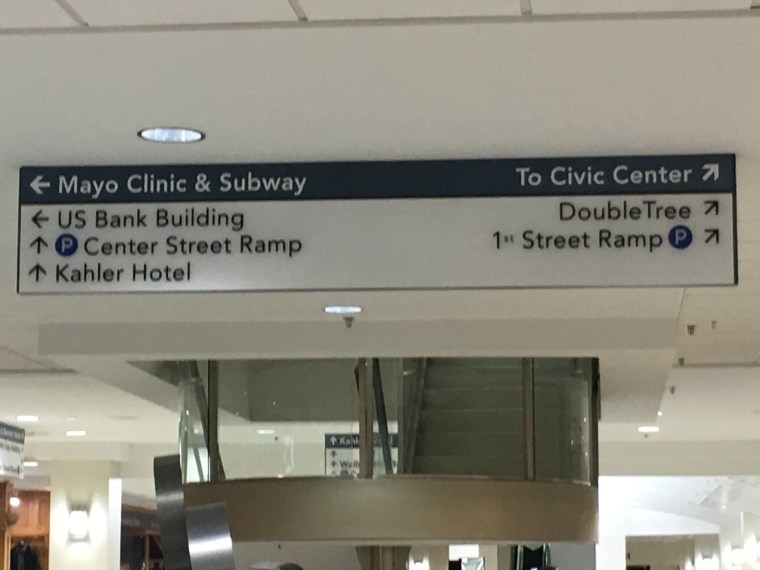 ← Mayo Clinic & Subway
← US Bank Building
↑ P Center Street Ramp
↑ Kahler Hotel
To Civic Center ↗
DoubleTree ↗
1st Street Ramp P ↗